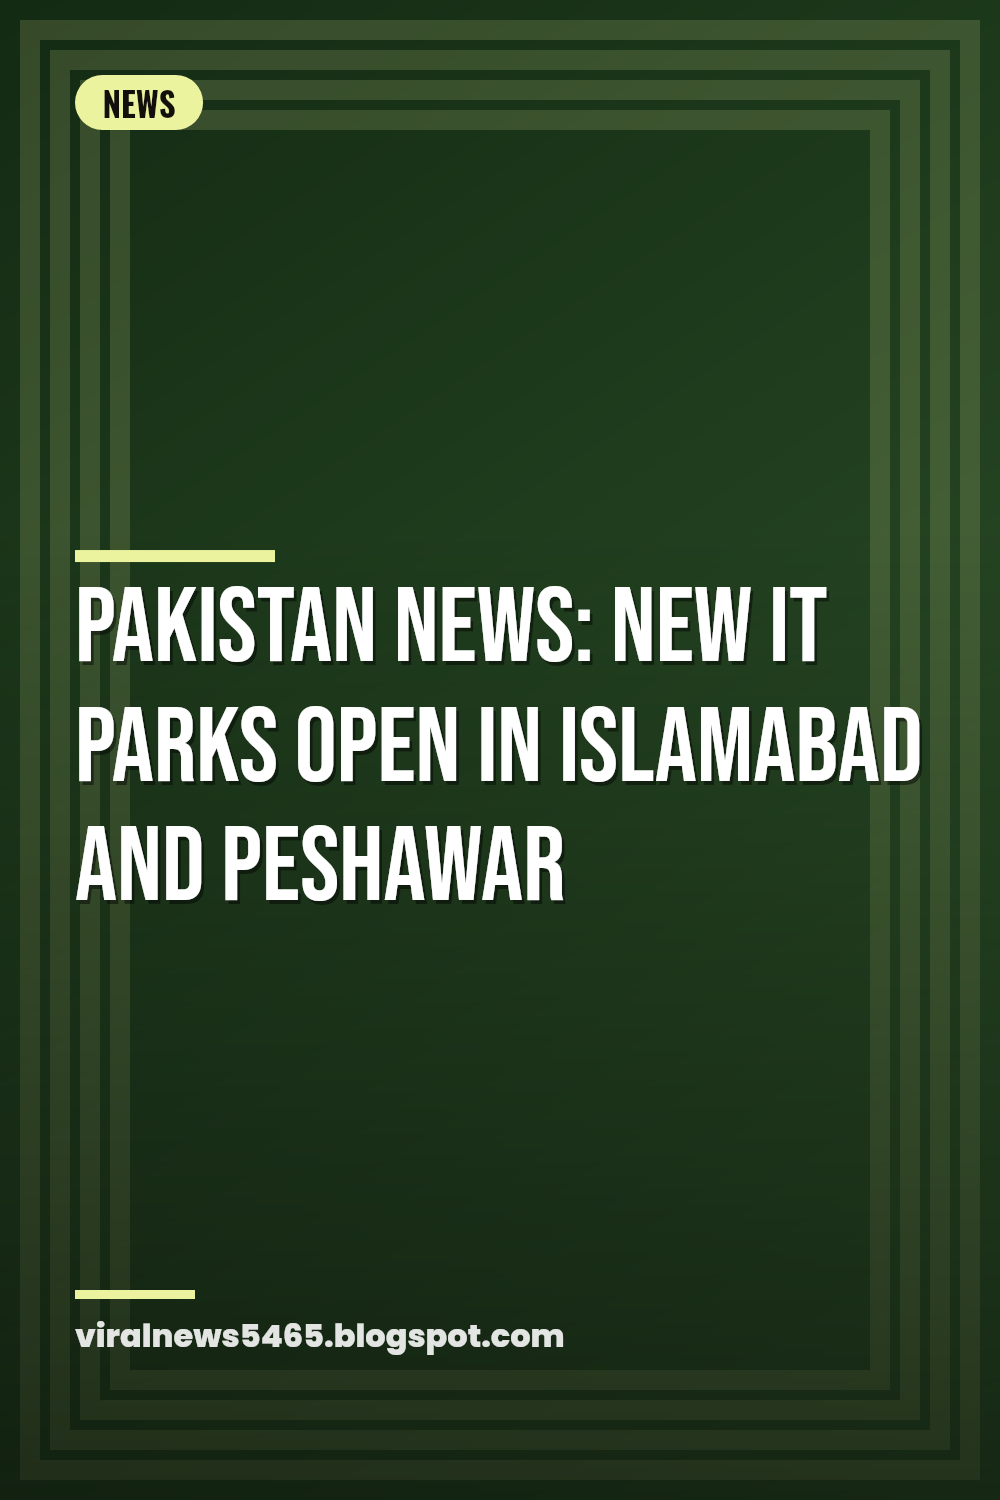 NEWS
PAKISTAN NEWS: NEW IT
PARKS OPEN IN ISLAMABAD
AND PESHAWAR
viralnews5465.blogspot.com